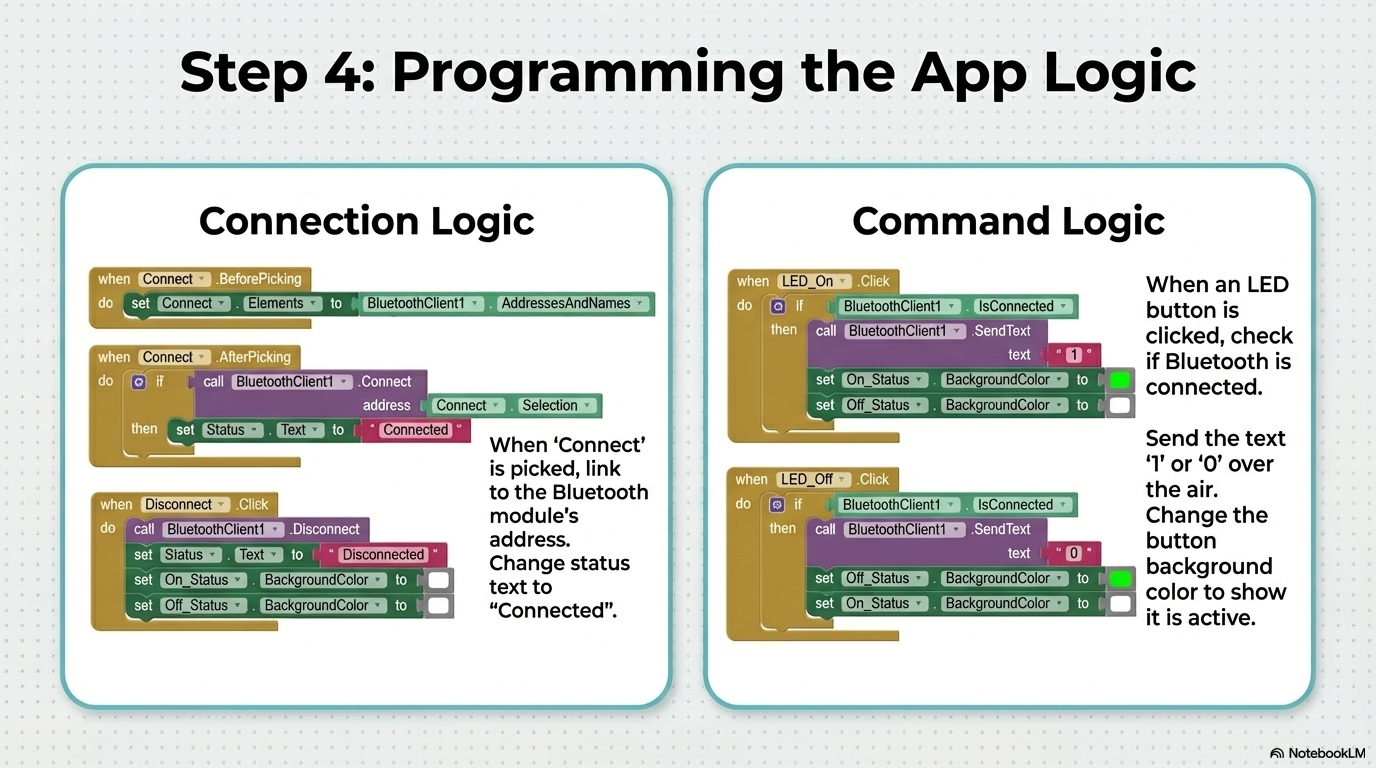 Step 4: Programming the App Logic
Connection Logic
when Connect .BeforePicking
do set Connect . Elements to BluetoothClient1 . AddressesAndNames
when Connect .AfterPicking
do if call BluetoothClient1 .Connect
address Connect . Selection
then set Status . Text to " Connected "
when Disconnect .Click
do call BluetoothClient1 .Disconnect
set Status . Text to " Disconnected "
set On_Status . BackgroundColor to
set Off_Status . BackgroundColor to
When ‘Connect’
is picked, link
to the Bluetooth
module's
address.
Change status
text to
“Connected”.
Command Logic
when LED_On .Click
do if BluetoothClient1 . IsConnected
then call BluetoothClient1 .SendText
text " 1 "
set On_Status . BackgroundColor to
set Off_Status . BackgroundColor to
when LED_Off .Click
do if BluetoothClient1 . IsConnected
then call BluetoothClient1 .SendText
text " 0 "
set Off_Status . BackgroundColor to
set On_Status . BackgroundColor to
When an LED
button is
clicked, check
if Bluetooth is
connected.
Send the text
‘1’ or ‘0’ over
the air.
Change the
button
background
color to show
it is active.
NotebookLM